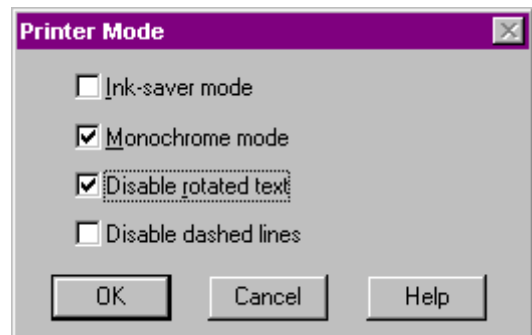 Printer Mode
Ink-saver mode
Monochrome mode
Disable rotated text
Disable dashed lines
OK Cancel Help